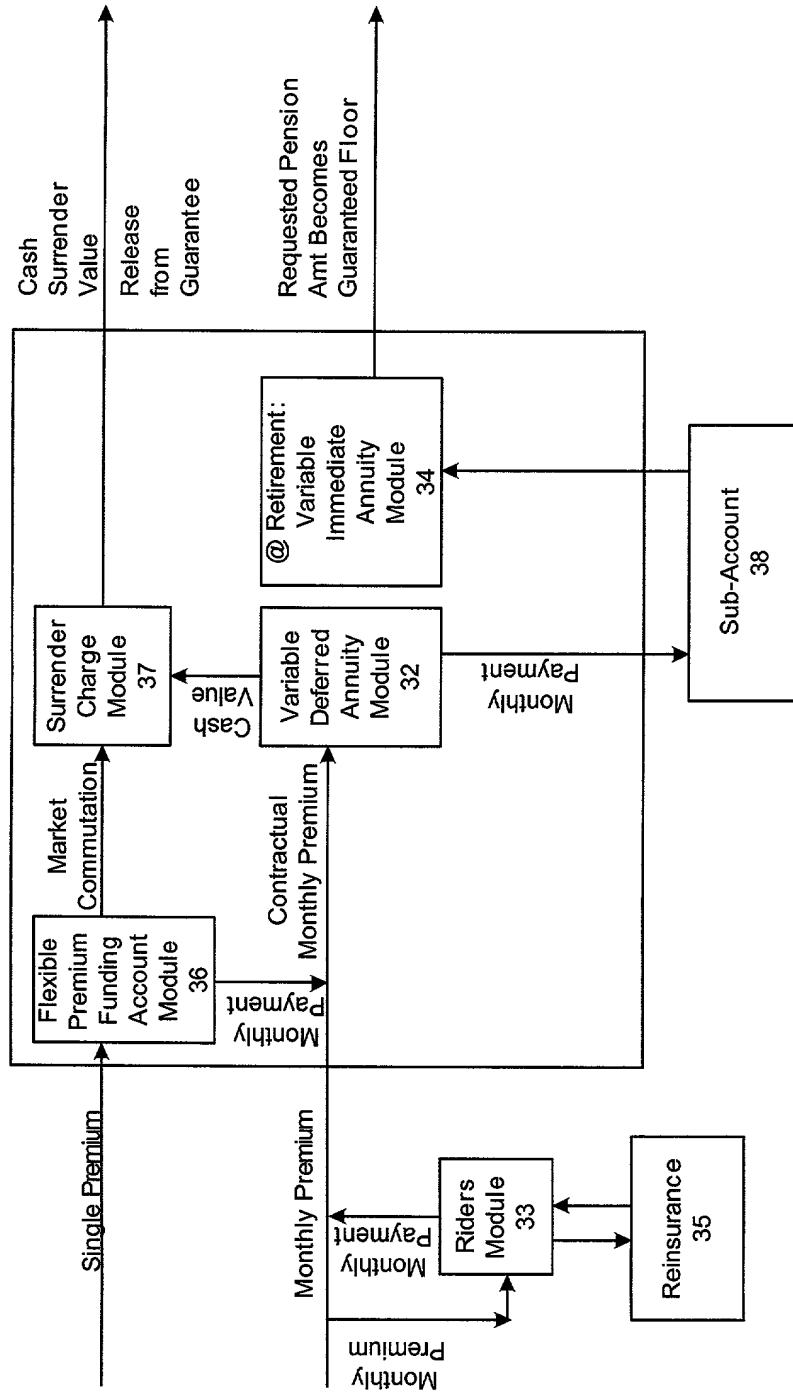 Single Premium
Flexible
Premium
Funding
Account
Module
36
Market
Commutation
Surrender
Charge
Module
37
Cash
Surrender
Value
Release
from
Guarantee
Monthly
Payment
Cash
Value
Monthly Premium
Contractual
Monthly Premium
Variable
Deferred
Annuity
Module
32
@ Retirement:
Variable
Immediate
Annuity
Module
34
Requested Pension
Amt Becomes
Guaranteed Floor
Monthly
Premium
Monthly
Payment
Riders
Module
33
Monthly
Payment
Reinsurance
35
Sub-Account
38